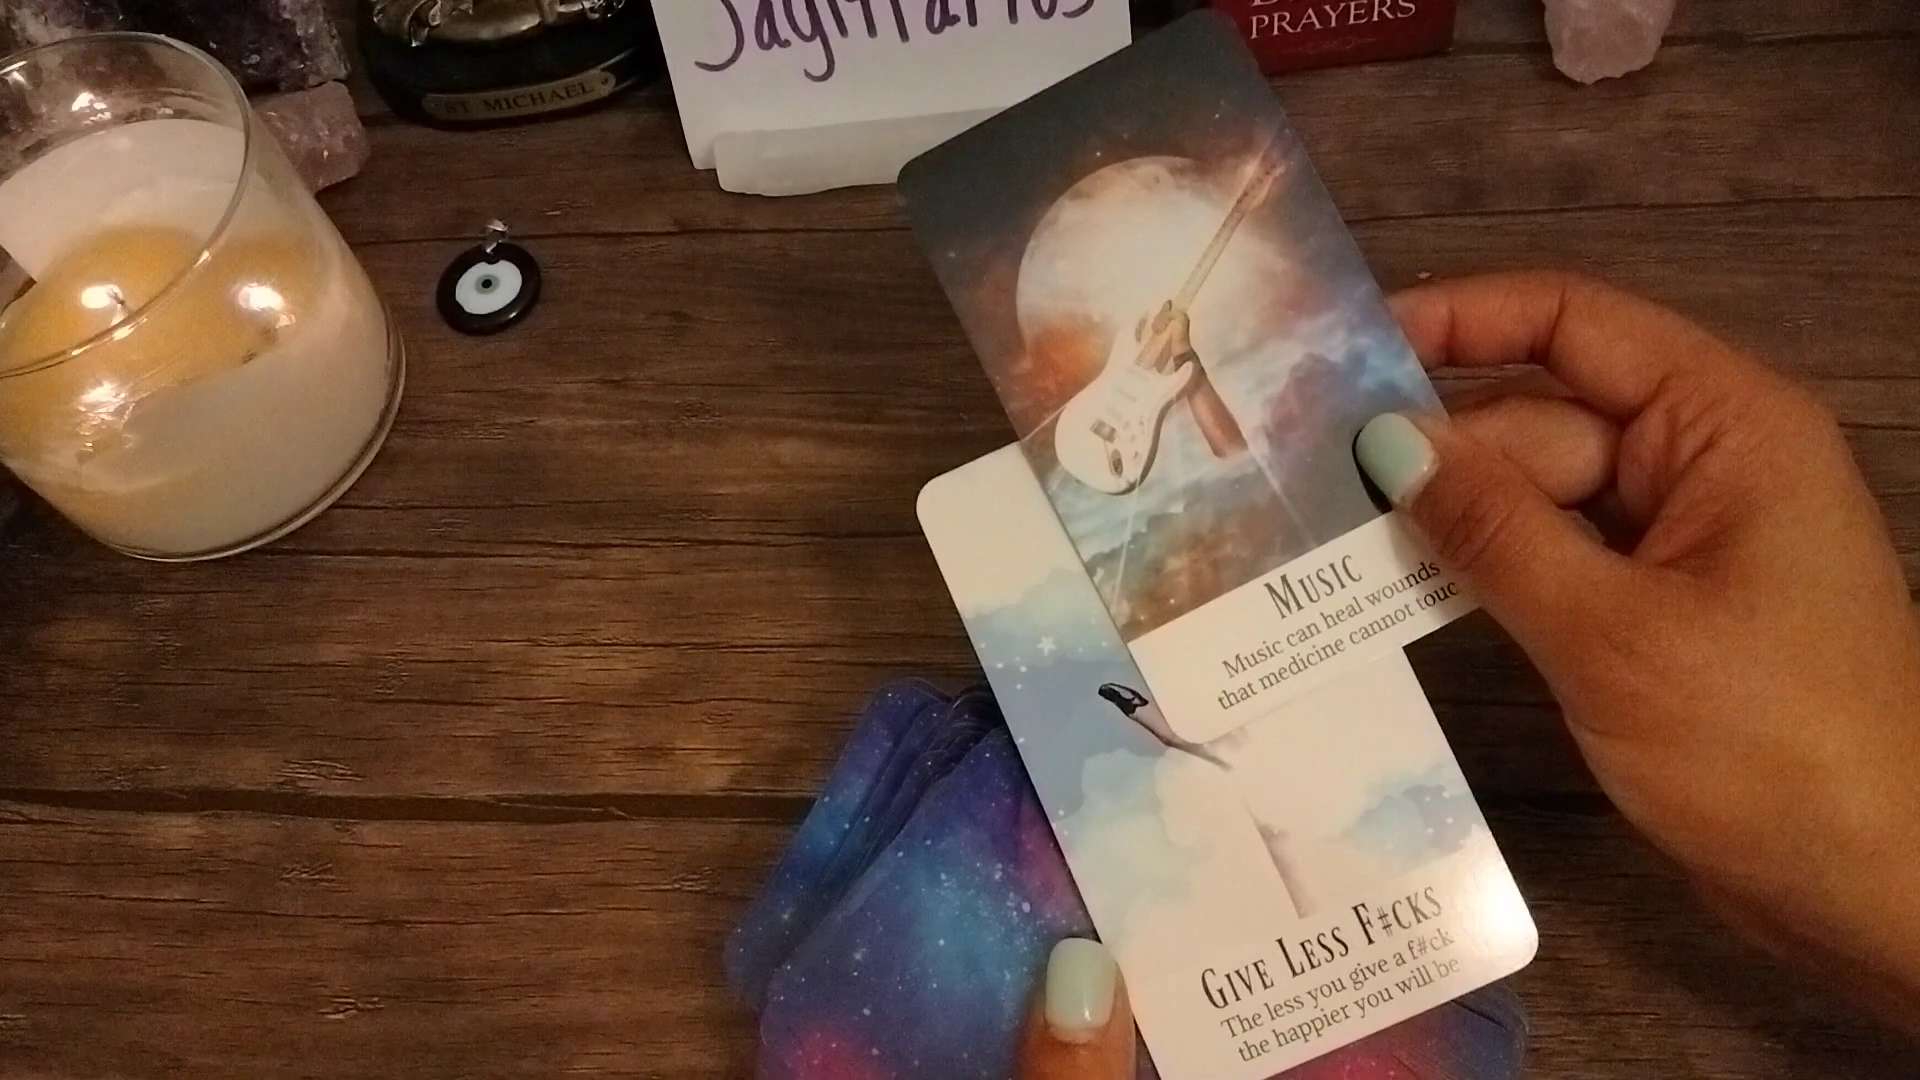 Sagittarius
PRAYERS
ST MICHAEL
MUSIC
Music can heal wounds
that medicine cannot
GIVE LESS F#CKS
The less you give a f#ck
the happier you will be